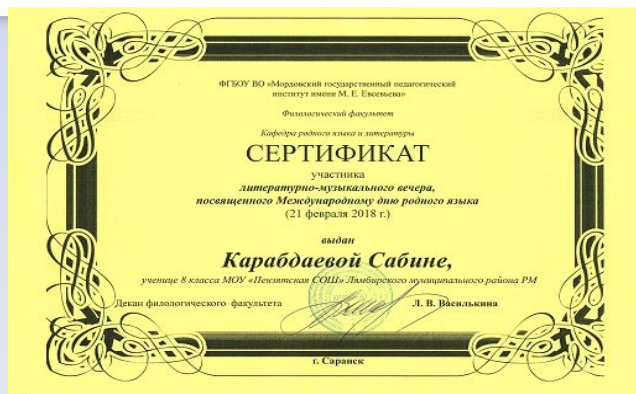 ФГБОУ ВО «Мордовский государственный педагогический
институт имени М. Е. Евсевьева»
Филологический факультет
Кафедра родного языка и литературы
СЕРТИФИКАТ
участника
литературно-музыкального вечера,
посвященного Международному дню родного языка
(21 февраля 2018 г.)
выдан
Карабдаевой Сабине,
ученице 8 класса МОУ «Пензятская СОШ» Лямбирского муниципального района РМ
Декан филологического факультета Л. В. Василькина
г. Саранск